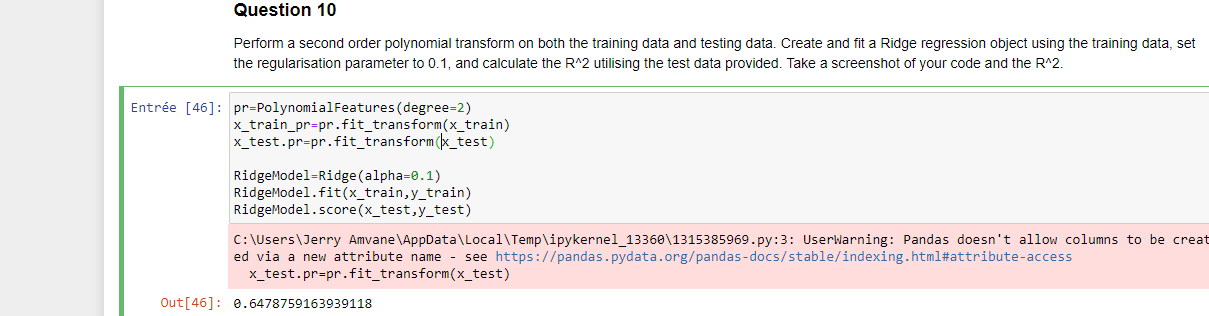 Question 10
Perform a second order polynomial transform on both the training data and testing data. Create and fit a Ridge regression object using the training data, set
the regularisation parameter to 0.1, and calculate the R^2 utilising the test data provided. Take a screenshot of your code and the R^2.
Entrée [46]: pr=PolynomialFeatures(degree=2)
x_train_pr=pr.fit_transform(x_train)
x_test.pr=pr.fit_transform(x_test)
RidgeModel=Ridge(alpha=0.1)
RidgeModel.fit(x_train,y_train)
RidgeModel.score(x_test,y_test)
C:\Users\Jerry Amvane\AppData\Local\Temp\ipykernel_13360\1315385969.py:3: UserWarning: Pandas doesn't allow columns to be creat
ed via a new attribute name - see https://pandas.pydata.org/pandas-docs/stable/indexing.html#attribute-access
x_test.pr=pr.fit_transform(x_test)
Out[46]: 0.6478759163939118